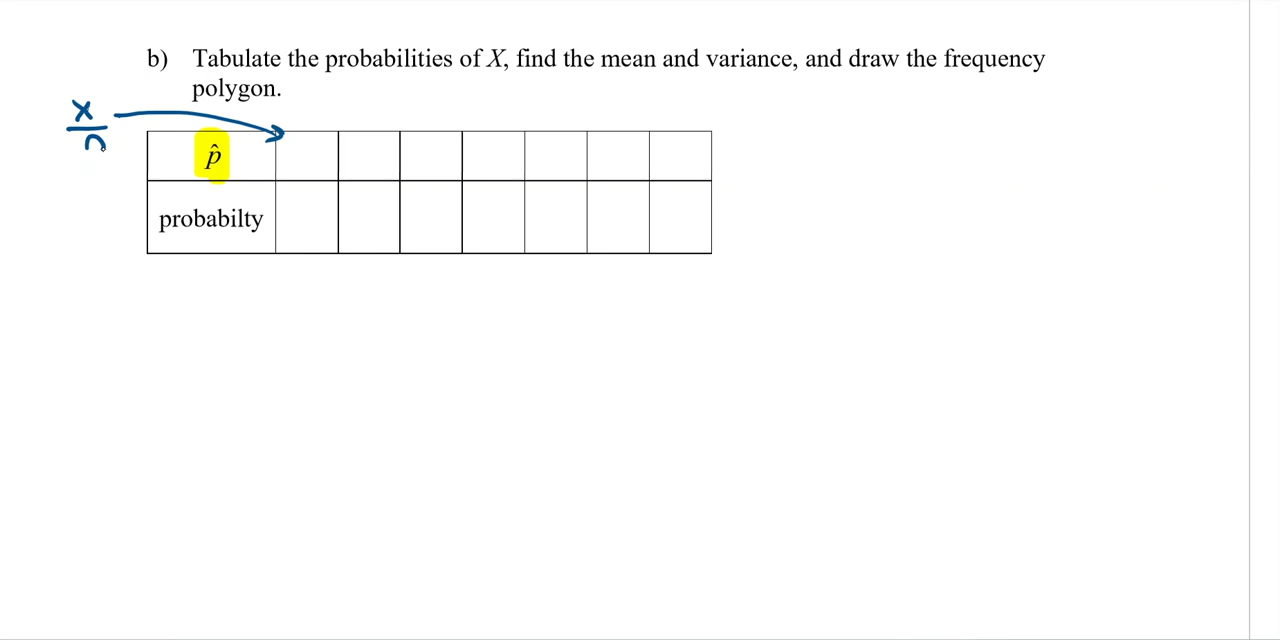 b) Tabulate the probabilities of X, find the mean and variance, and draw the frequency
polygon.
x
n
p̂
probabilty